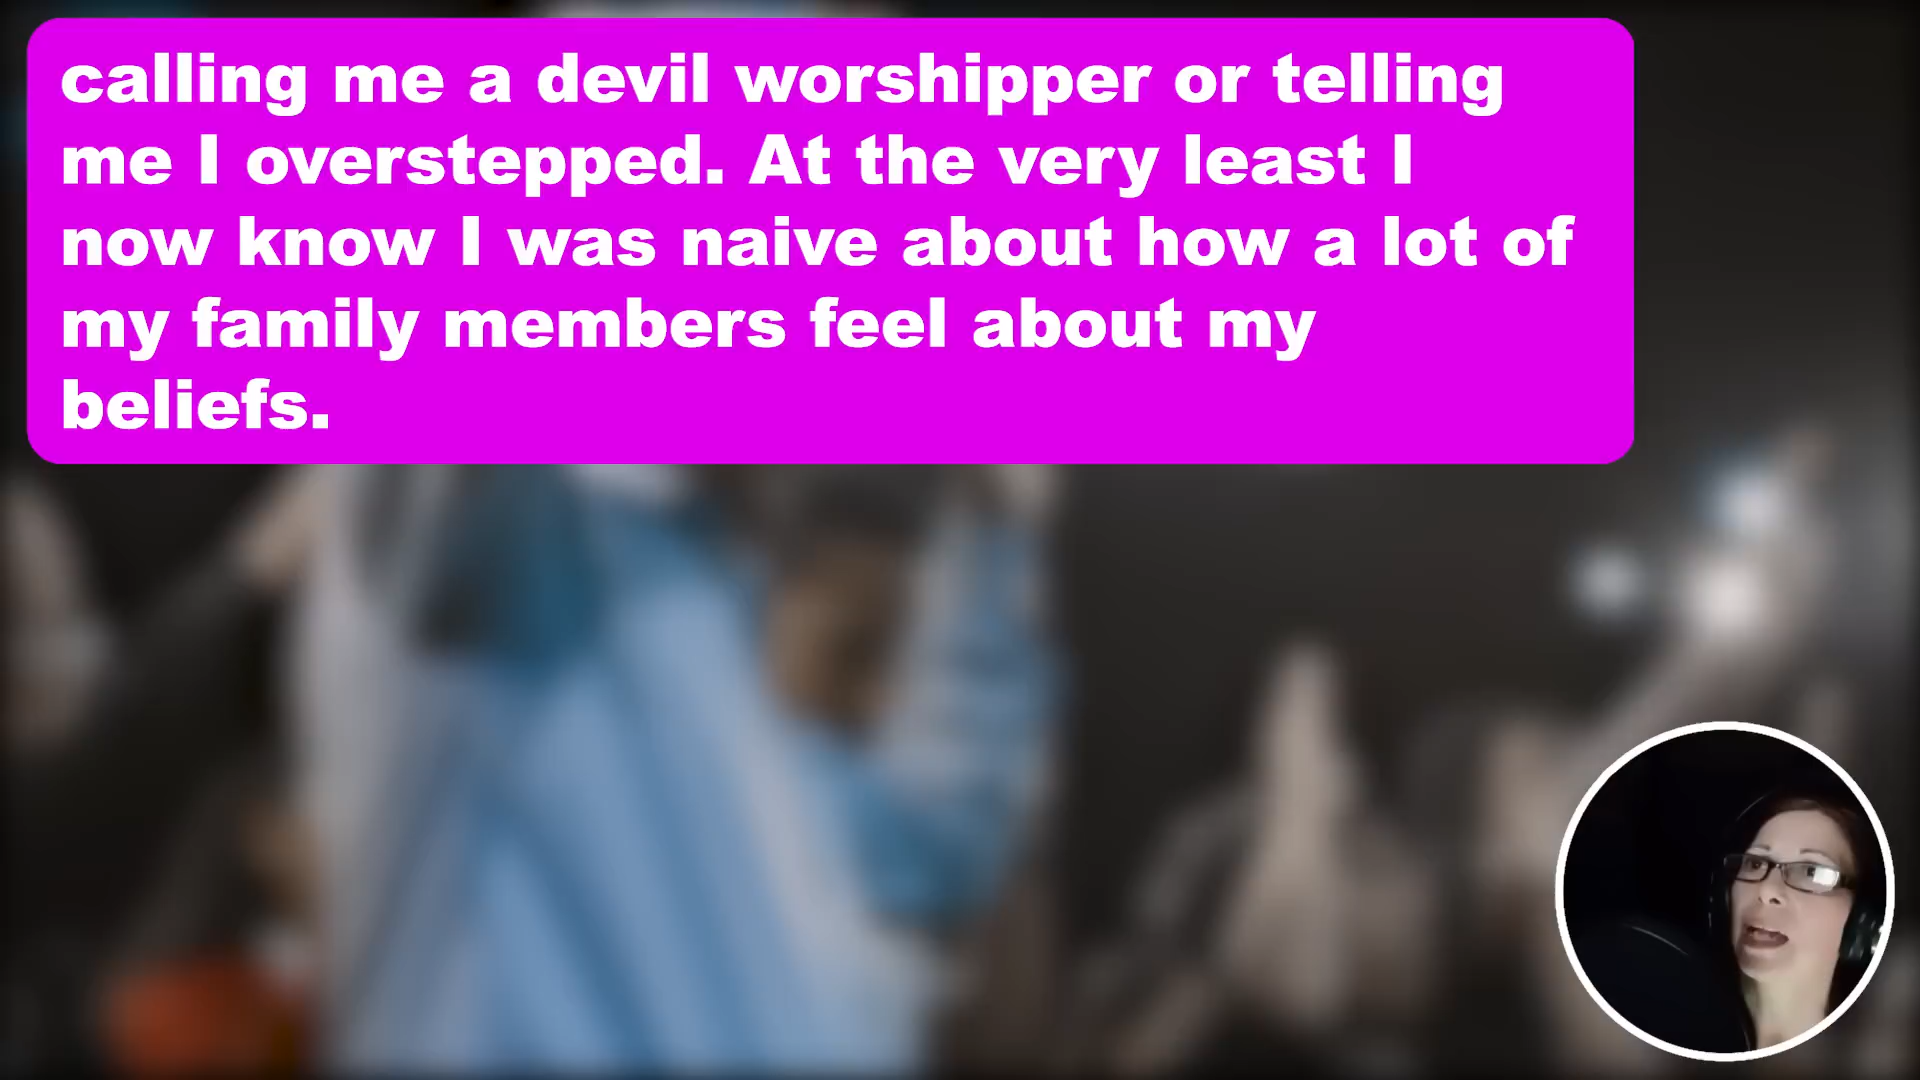 calling me a devil worshipper or telling
me I overstepped. At the very least I
now know I was naive about how a lot of
my family members feel about my
beliefs.